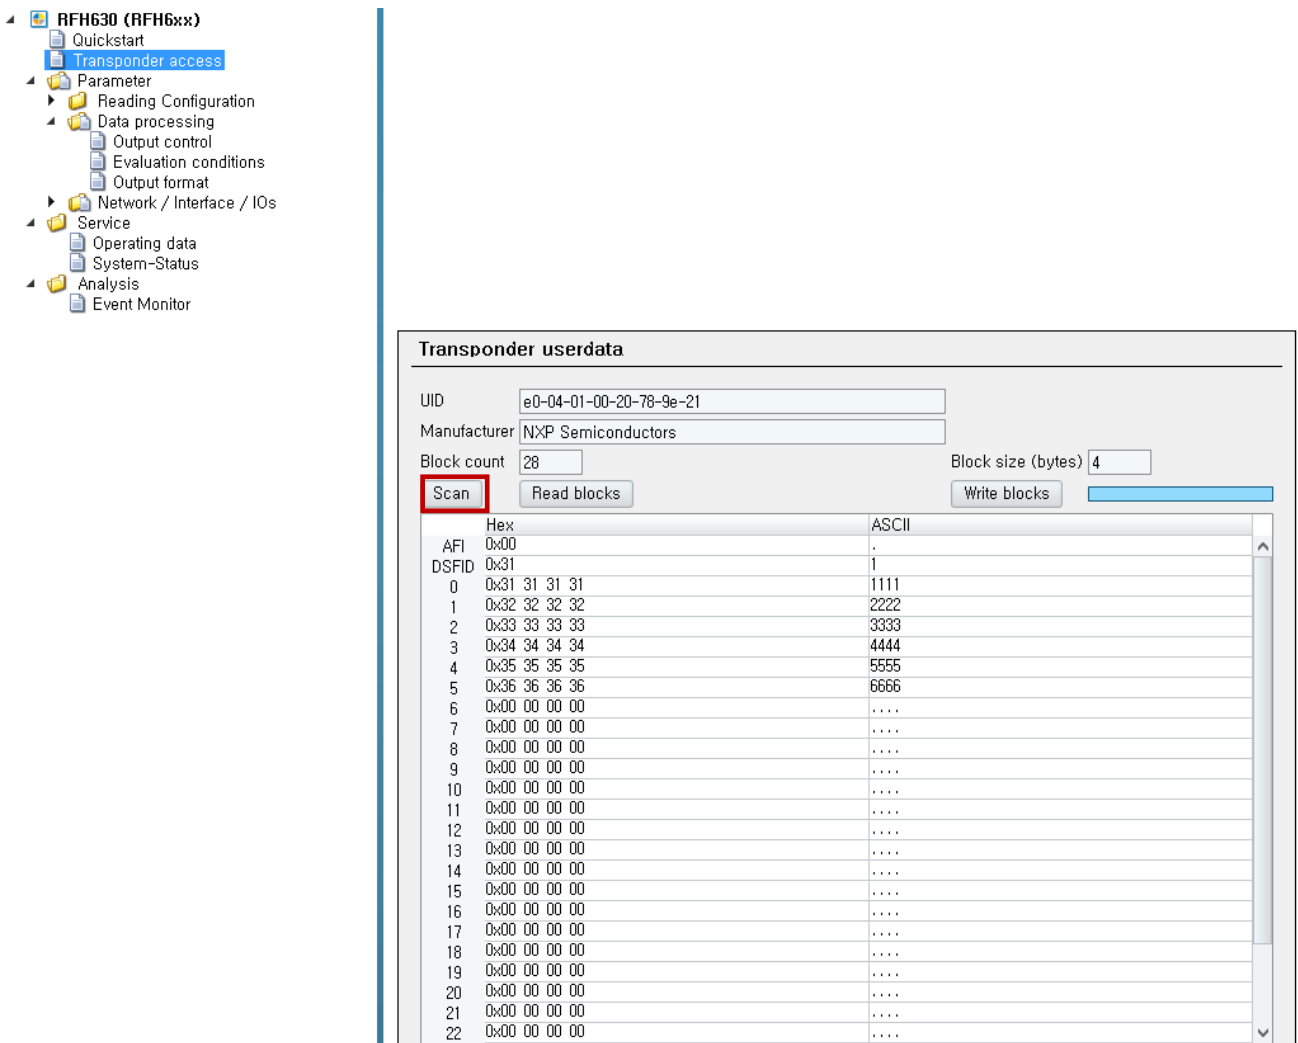 RFH630 (RFH6xx)
Quickstart
Transponder access
Parameter
Reading Configuration
Data processing
Output control
Evaluation conditions
Output format
Network / Interface / IOs
Service
Operating data
System-Status
Analysis
Event Monitor
Transponder userdata
UID e0-04-01-00-20-78-9e-21
Manufacturer NXP Semiconductors
Block count 28 Block size (bytes) 4
Scan Read blocks Write blocks
Hex ASCII
AFI 0x00 .
DSFID 0x31 1
0 0x31 31 31 31 1111
1 0x32 32 32 32 2222
2 0x33 33 33 33 3333
3 0x34 34 34 34 4444
4 0x35 35 35 35 5555
5 0x36 36 36 36 6666
6 0x00 00 00 00 ....
7 0x00 00 00 00 ....
8 0x00 00 00 00 ....
9 0x00 00 00 00 ....
10 0x00 00 00 00 ....
11 0x00 00 00 00 ....
12 0x00 00 00 00 ....
13 0x00 00 00 00 ....
14 0x00 00 00 00 ....
15 0x00 00 00 00 ....
16 0x00 00 00 00 ....
17 0x00 00 00 00 ....
18 0x00 00 00 00 ....
19 0x00 00 00 00 ....
20 0x00 00 00 00 ....
21 0x00 00 00 00 ....
22 0x00 00 00 00 ....